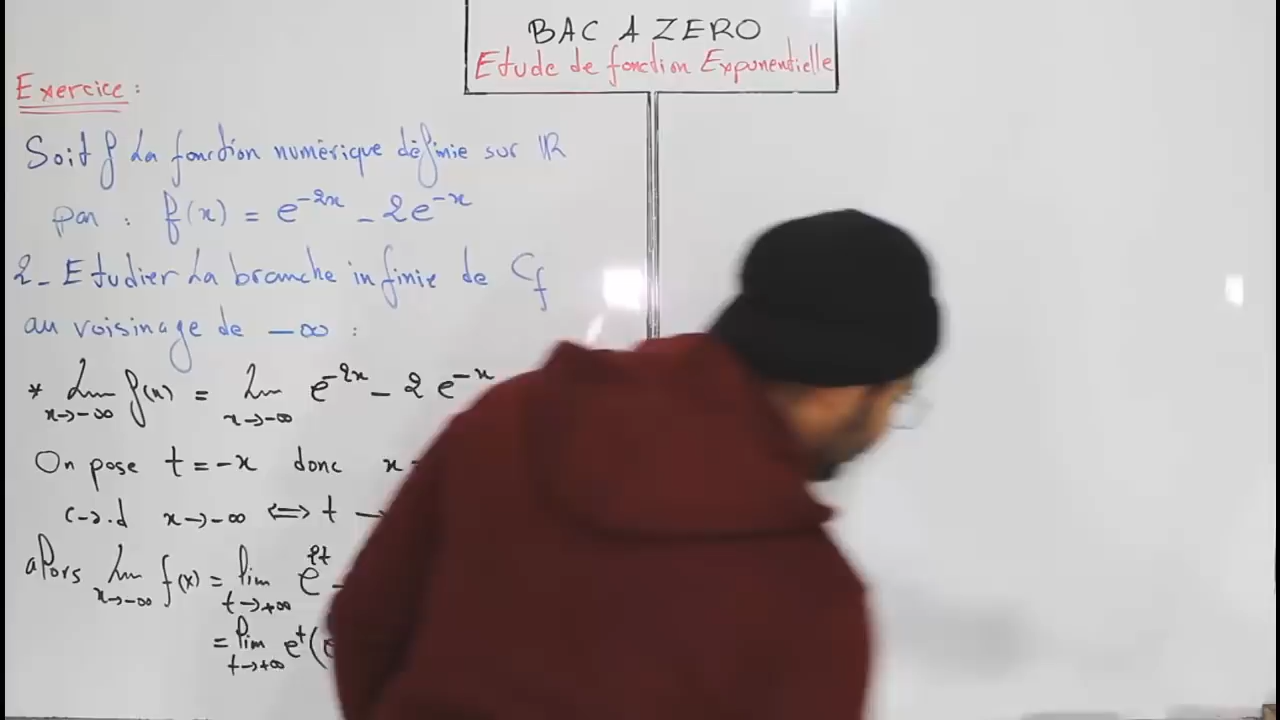 BAC A ZERO
Etude de fonction Exponentielle
Exercice :
Soit f La fonction numérique définie sur ℝ
par : f(x) = e^{-2x} - 2e^{-x}
2- Etudier La branche infinie de C_f
au voisinage de -∞ :
* lim_{x→-∞} f(x) = lim_{x→-∞} e^{-2x} - 2 e^{-x}
On pose t = -x donc x
c-à-d x→-∞ ⟺ t →
alors lim_{x→-∞} f(x) = lim_{t→+∞} e^{2t} -
= lim_{t→+∞} e^t (e